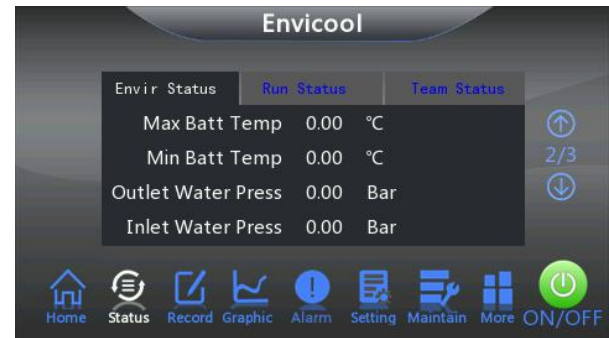 Envicool
Envir Status Run Status Team Status
Max Batt Temp 0.00 ℃
Min Batt Temp 0.00 ℃
2/3
Outlet Water Press 0.00 Bar
Inlet Water Press 0.00 Bar
Home Status Record Graphic Alarm Setting Maintain More ON/OFF